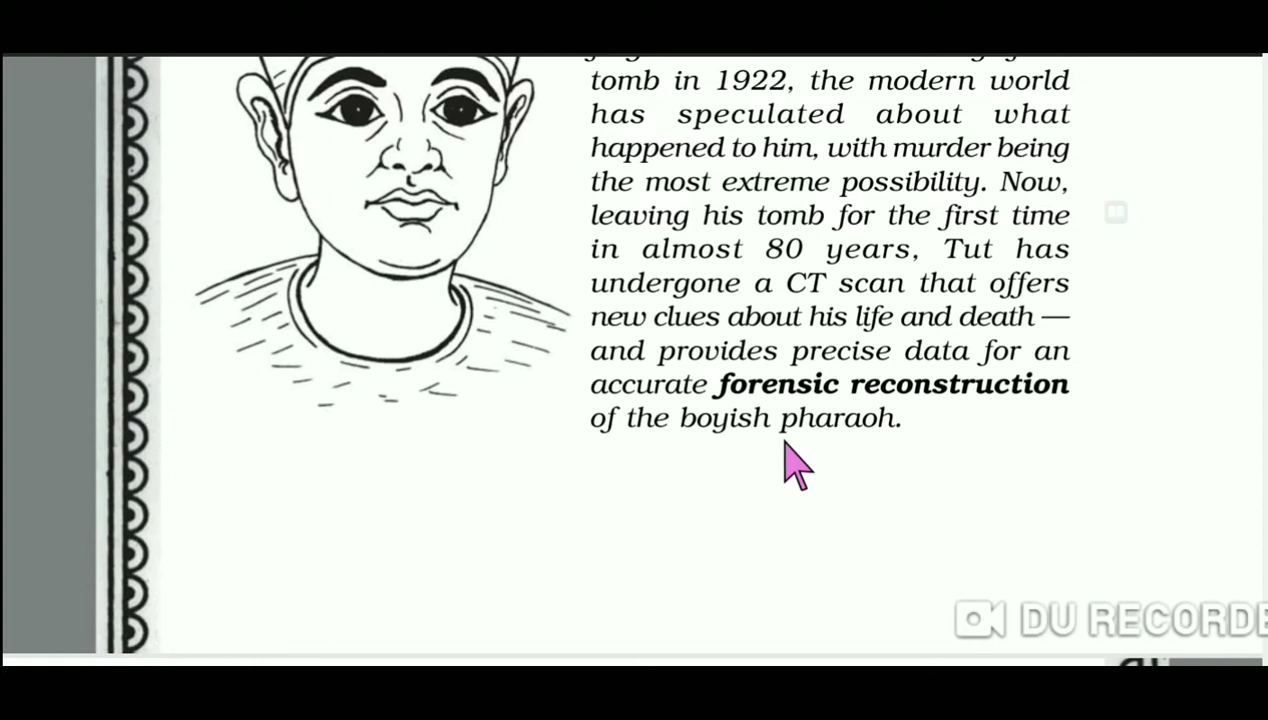 tomb in 1922, the modern world
has speculated about what
happened to him, with murder being
the most extreme possibility. Now,
leaving his tomb for the first time
in almost 80 years, Tut has
undergone a CT scan that offers
new clues about his life and death —
and provides precise data for an
accurate forensic reconstruction
of the boyish pharaoh.
DU RECORDE